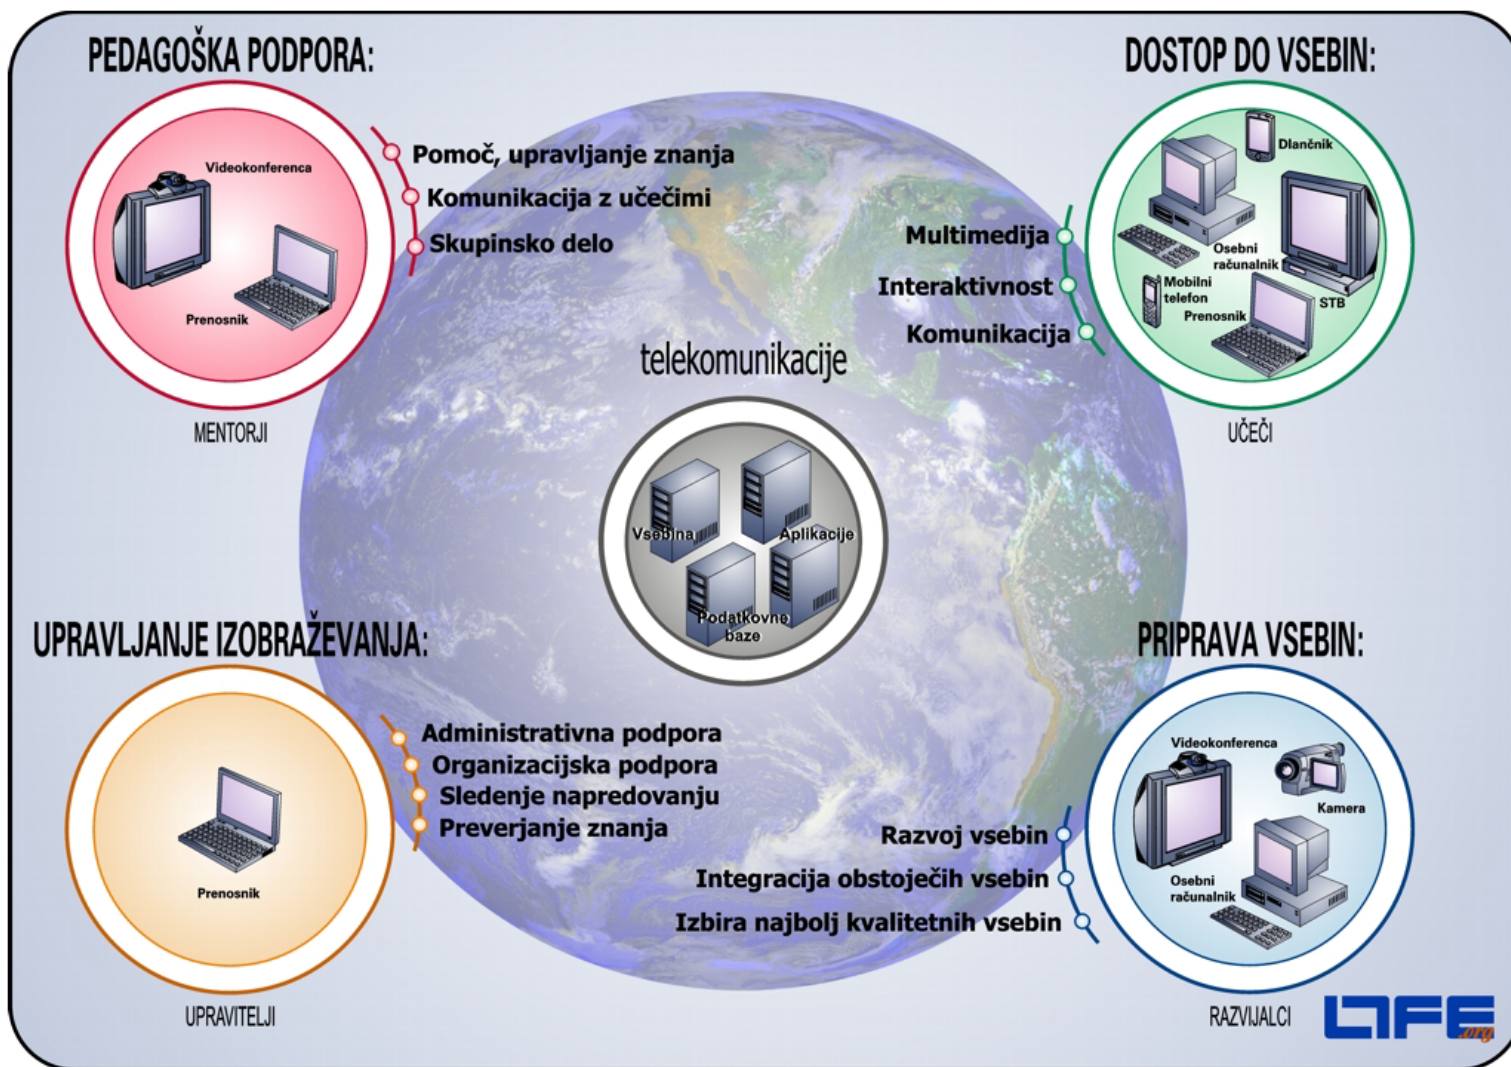 PEDAGOŠKA PODPORA:
Videokonferenca
Prenosnik
MENTORJI
Pomoč, upravljanje znanja
Komunikacija z učečimi
Skupinsko delo
DOSTOP DO VSEBIN:
Dlančnik
Osebni
računalnik
Mobilni
telefon
Prenosnik
STB
UČEČI
Multimedija
Interaktivnost
Komunikacija
telekomunikacije
Vsebina
Aplikacije
Podatkovne
baze
UPRAVLJANJE IZOBRAŽEVANJA:
Prenosnik
UPRAVITELJI
Administrativna podpora
Organizacijska podpora
Sledenje napredovanju
Preverjanje znanja
PRIPRAVA VSEBIN:
Videokonferenca
Kamera
Osebni
računalnik
RAZVIJALCI
Razvoj vsebin
Integracija obstoječih vsebin
Izbira najbolj kvalitetnih vsebin
LTFE
.org